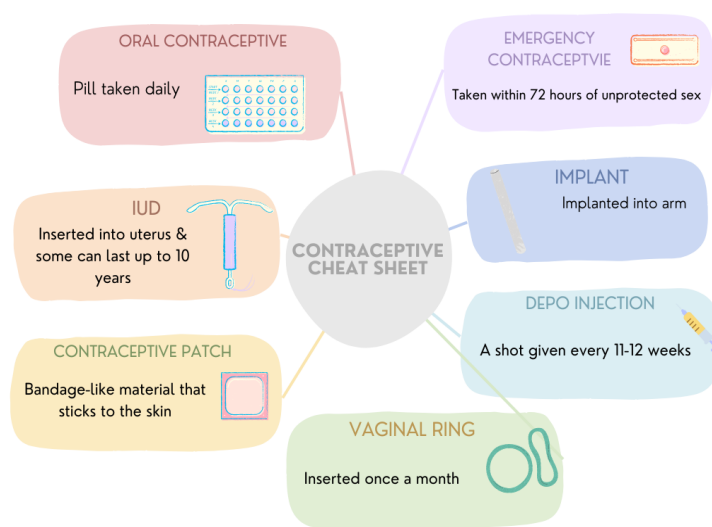 ORAL CONTRACEPTIVE
Pill taken daily
EMERGENCY
CONTRACEPTVIE
Taken within 72 hours of unprotected sex
IUD
Inserted into uterus &
some can last up to 10
years
CONTRACEPTIVE
CHEAT SHEET
IMPLANT
Implanted into arm
DEPO INJECTION
A shot given every 11-12 weeks
CONTRACEPTIVE PATCH
Bandage-like material that
sticks to the skin
VAGINAL RING
Inserted once a month